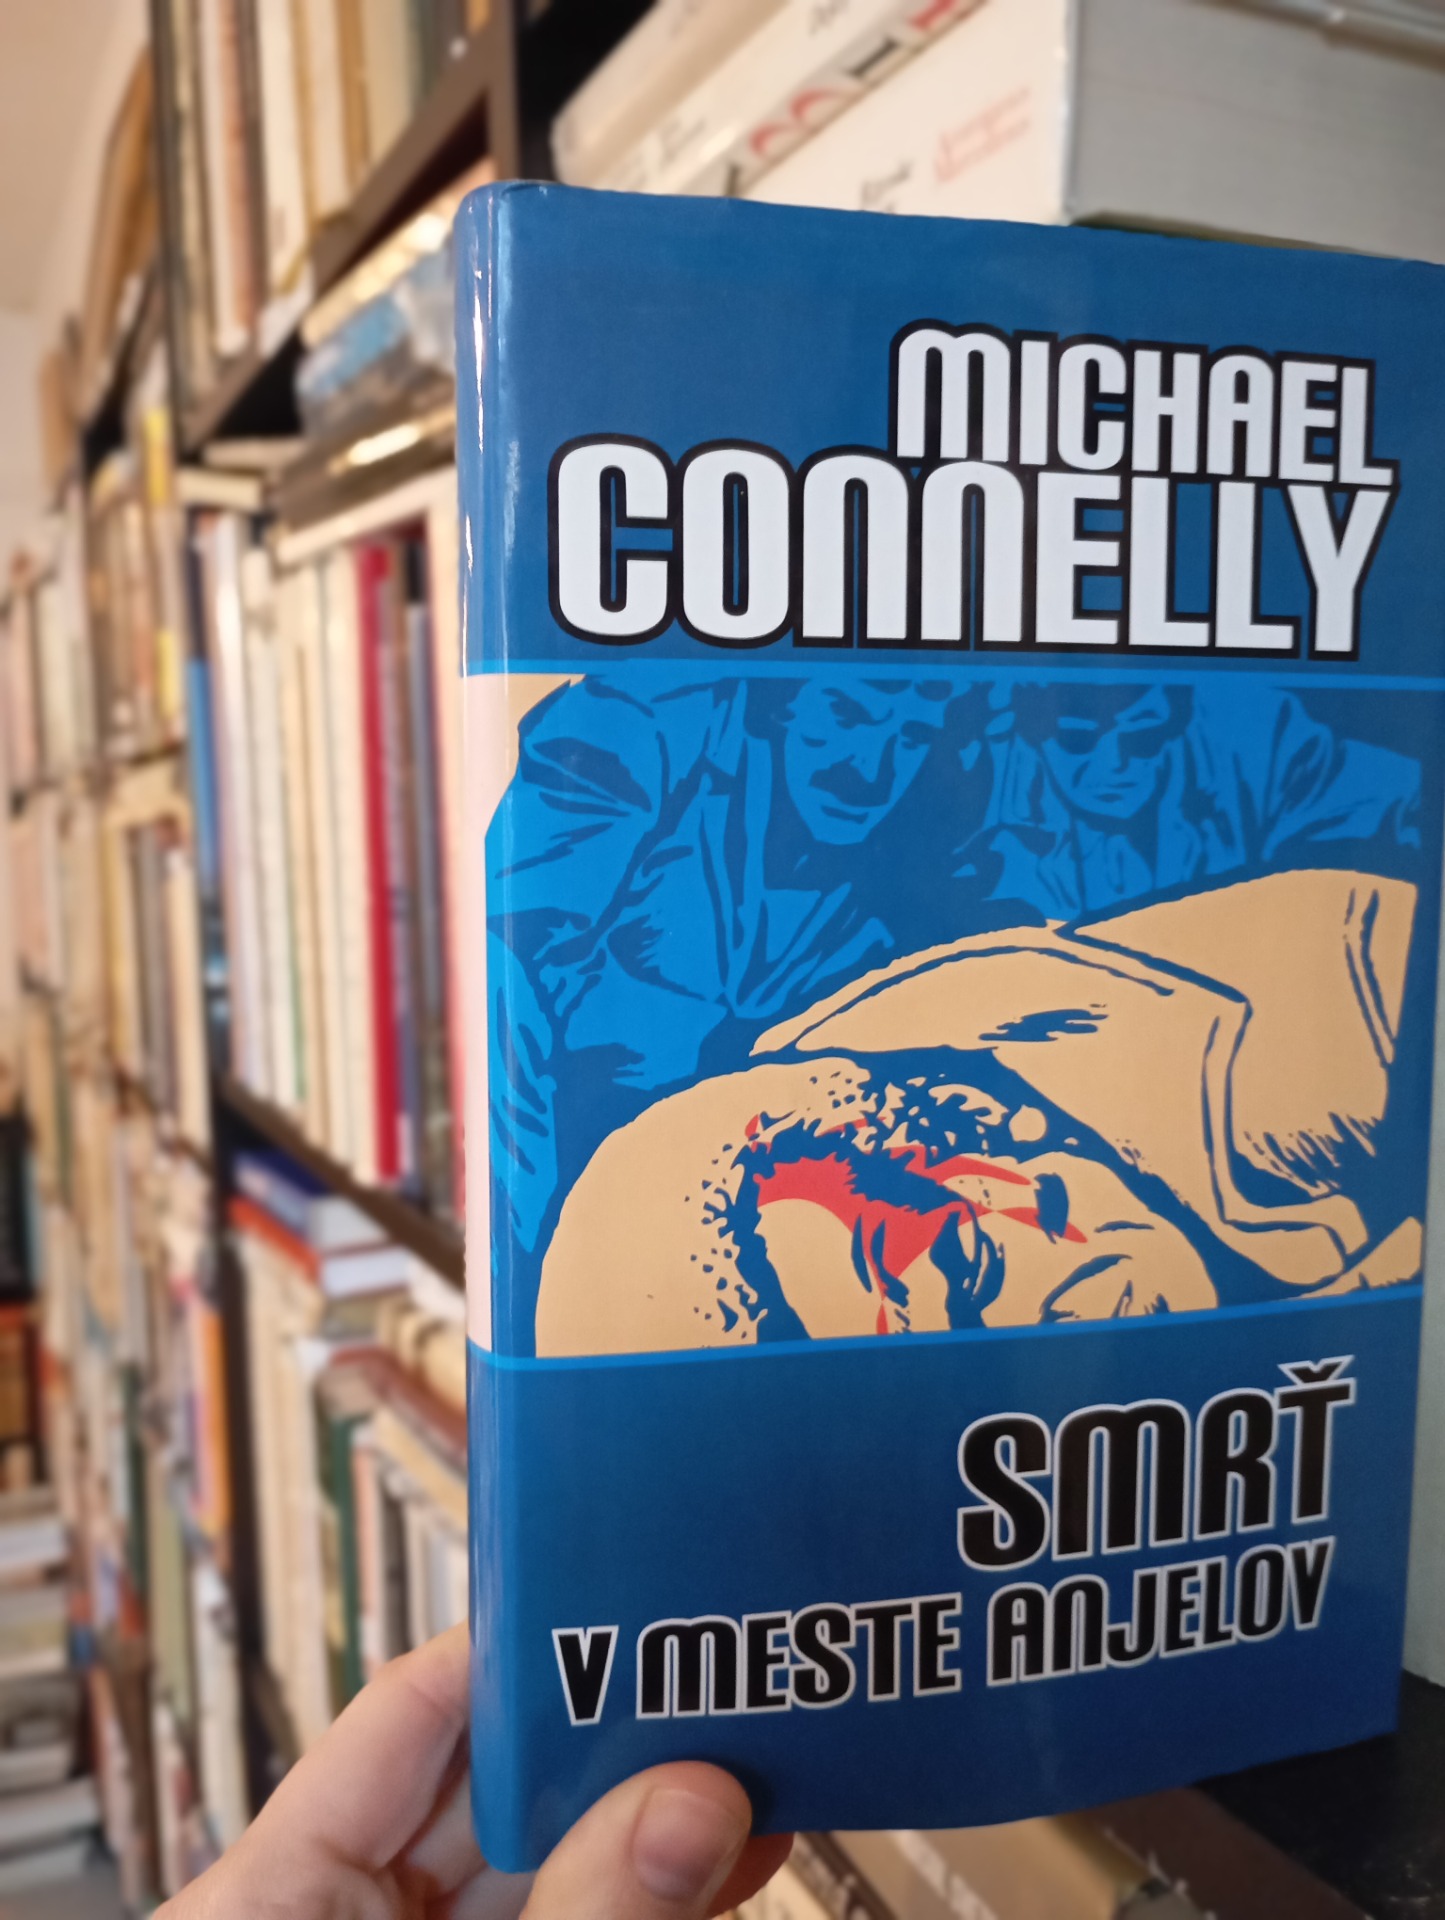 MICHAEL
CONNELLY
SMRŤ
V MESTE ANJELOV